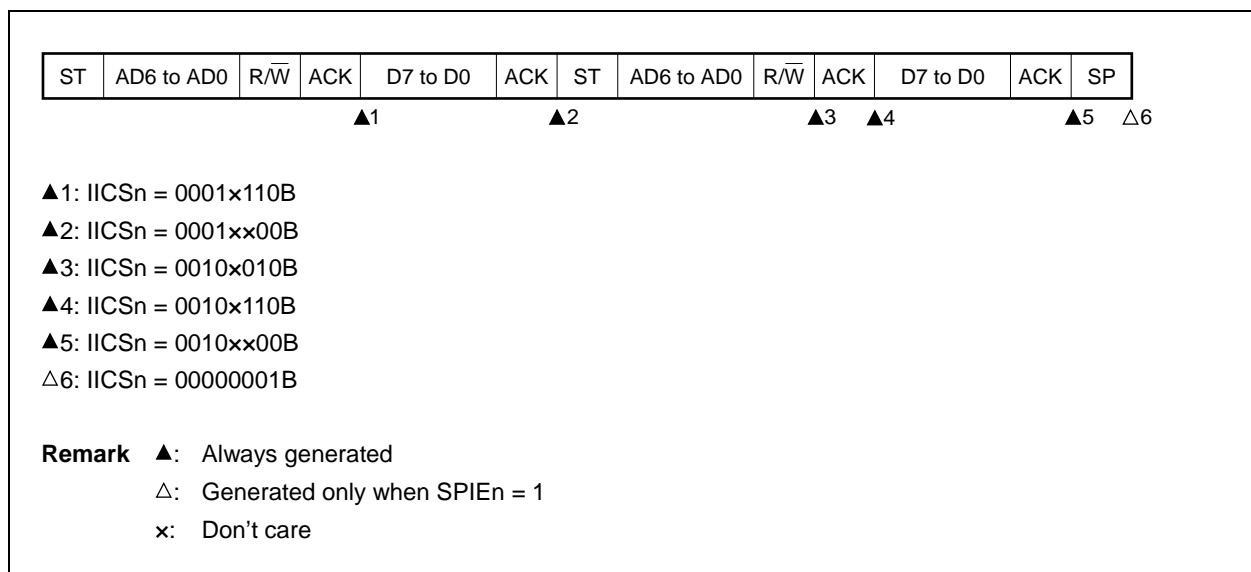 ST AD6 to AD0 R/W̅ ACK D7 to D0 ACK ST AD6 to AD0 R/W̅ ACK D7 to D0 ACK SP
▲1 ▲2 ▲3 ▲4 ▲5 △6
▲1: IICSn = 0001×110B
▲2: IICSn = 0001××00B
▲3: IICSn = 0010×010B
▲4: IICSn = 0010×110B
▲5: IICSn = 0010××00B
△6: IICSn = 00000001B
Remark ▲: Always generated
△: Generated only when SPIEn = 1
×: Don't care